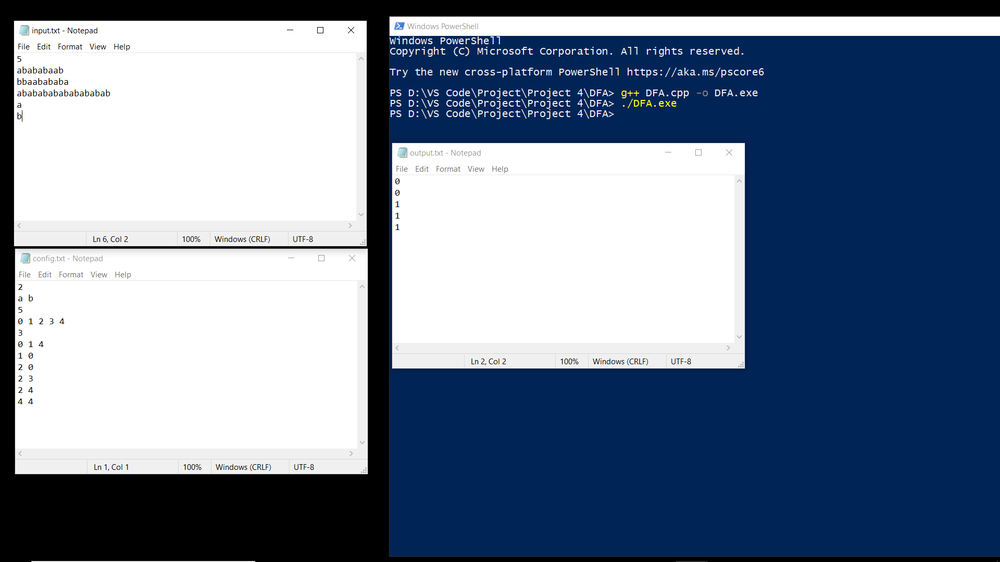 input.txt - Notepad
File Edit Format View Help
5
abababaab
bbaabababa
ababababababababab
a
b
Ln 6, Col 2 100% Windows (CRLF) UTF-8
config.txt - Notepad
File Edit Format View Help
2
a b
5
0 1 2 3 4
3
0 1 4
1 0
2 0
2 3
2 4
4 4
Ln 1, Col 1 100% Windows (CRLF) UTF-8
Windows PowerShell
Windows PowerShell
Copyright (C) Microsoft Corporation. All rights reserved.
Try the new cross-platform PowerShell https://aka.ms/pscore6
PS D:\VS Code\Project\Project 4\DFA> g++ DFA.cpp -o DFA.exe
PS D:\VS Code\Project\Project 4\DFA> ./DFA.exe
PS D:\VS Code\Project\Project 4\DFA>
output.txt - Notepad
File Edit Format View Help
0
0
1
1
1
Ln 2, Col 2 100% Windows (CRLF) UTF-8